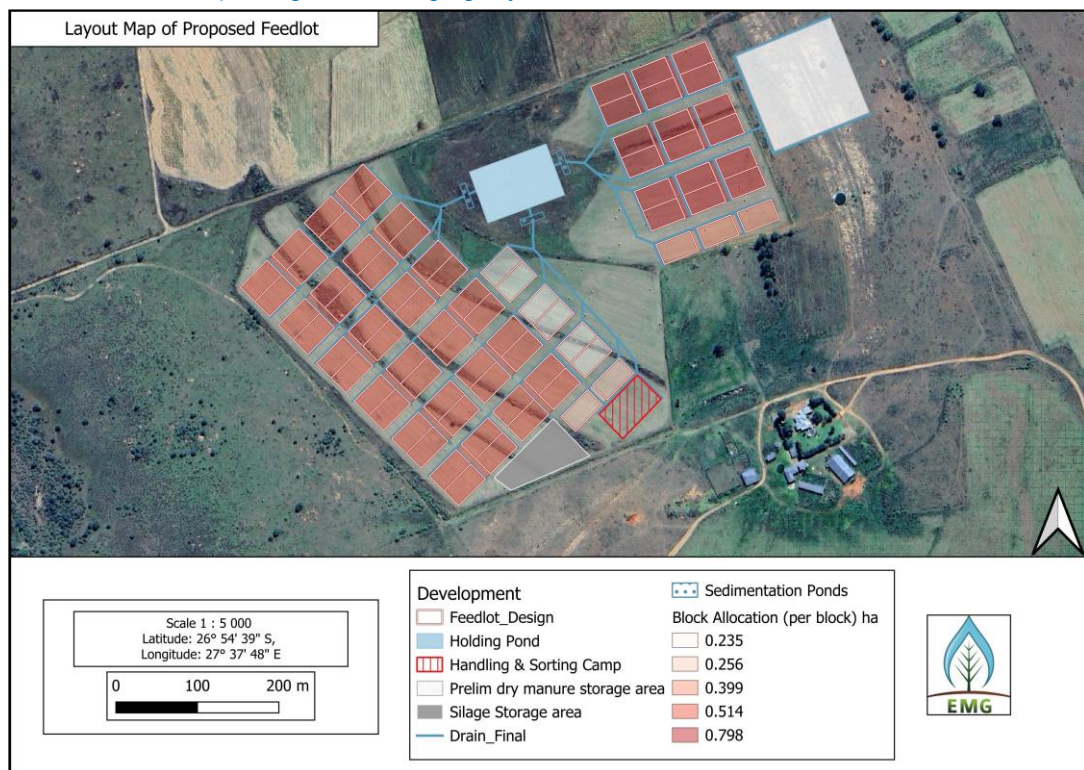 Layout Map of Proposed Feedlot
Scale 1 : 5 000
Latitude: 26° 54' 39" S,
Longitude: 27° 37' 48" E
0 100 200 m
Development
Feedlot_Design
Holding Pond
Handling & Sorting Camp
Prelim dry manure storage area
Silage Storage area
Drain_Final
Sedimentation Ponds
Block Allocation (per block) ha
0.235
0.256
0.399
0.514
0.798
EMG